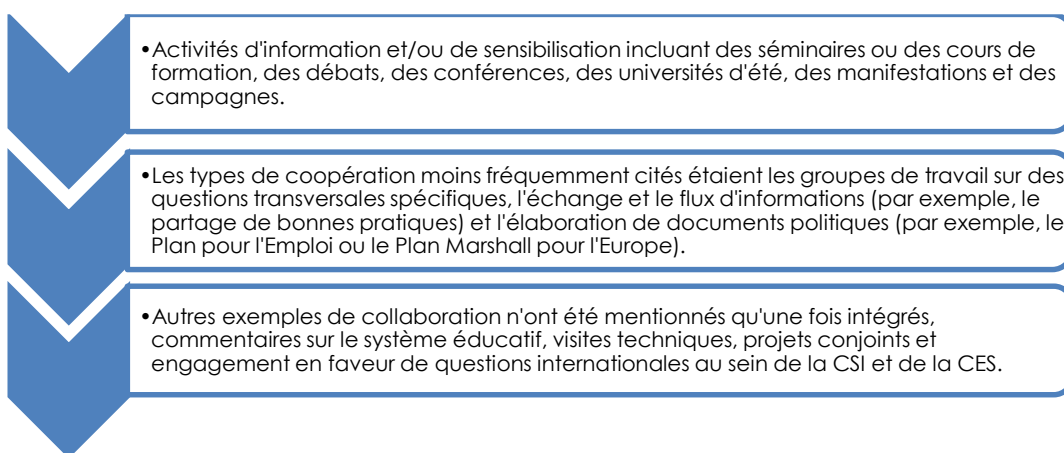 •Activités d'information et/ou de sensibilisation incluant des séminaires ou des cours de
formation, des débats, des conférences, des universités d'été, des manifestations et des
campagnes.
•Les types de coopération moins fréquemment cités étaient les groupes de travail sur des
questions transversales spécifiques, l'échange et le flux d'informations (par exemple, le
partage de bonnes pratiques) et l'élaboration de documents politiques (par exemple, le
Plan pour l'Emploi ou le Plan Marshall pour l'Europe).
•Autres exemples de collaboration n'ont été mentionnés qu'une fois intégrés,
commentaires sur le système éducatif, visites techniques, projets conjoints et
engagement en faveur de questions internationales au sein de la CSI et de la CES.